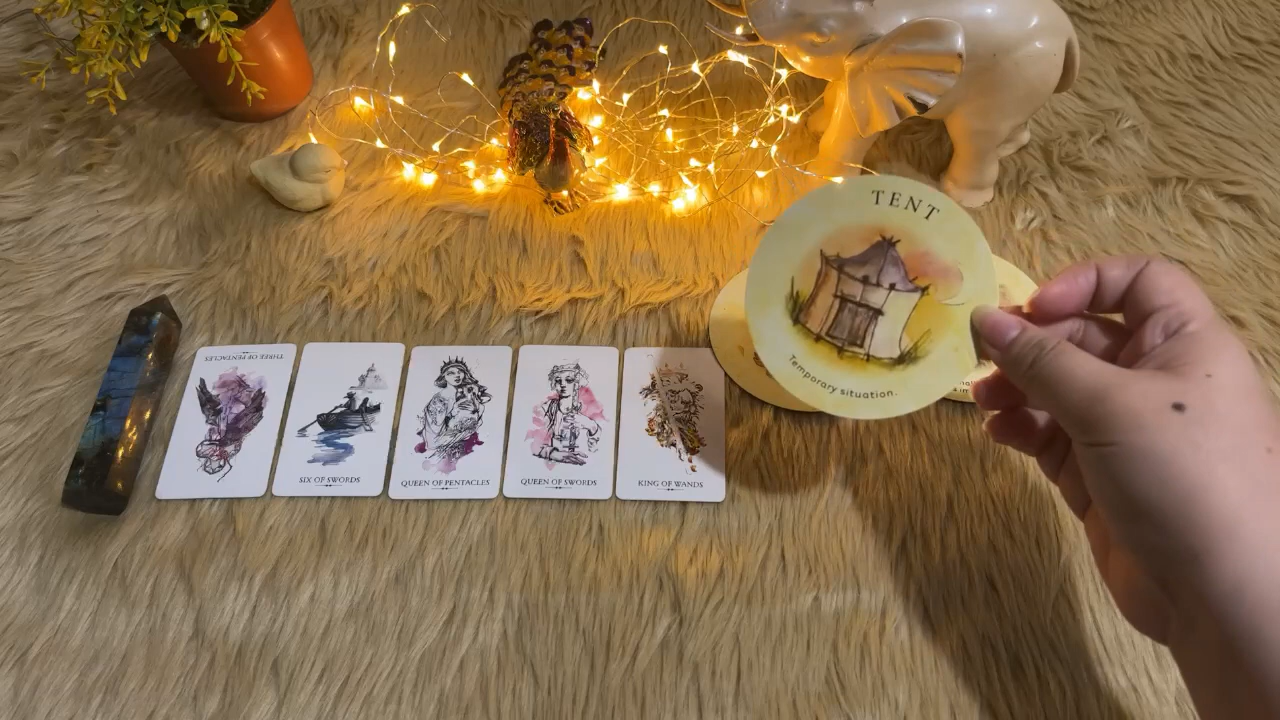 THREE OF PENTACLES
SIX OF SWORDS
QUEEN OF PENTACLES
QUEEN OF SWORDS
KING OF WANDS
TENT
Temporary situation.